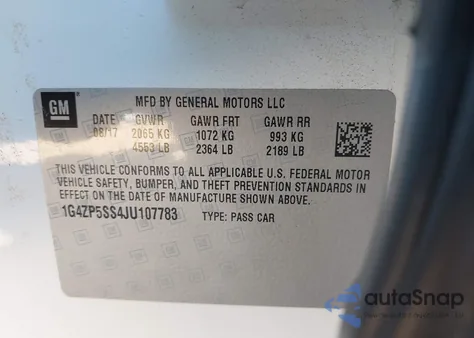 GM
MFD BY GENERAL MOTORS LLC
DATE GVWR GAWR FRT GAWR RR
08/17 2065 KG 1072 KG 993 KG
4553 LB 2364 LB 2189 LB
THIS VEHICLE CONFORMS TO ALL APPLICABLE U.S. FEDERAL MOTOR
VEHICLE SAFETY, BUMPER, AND THEFT PREVENTION STANDARDS IN
EFFECT ON THE DATE OF MANUFACTURE SHOWN ABOVE.
1G4ZP5SS4JU107783 TYPE: PASS CAR
autoSnap